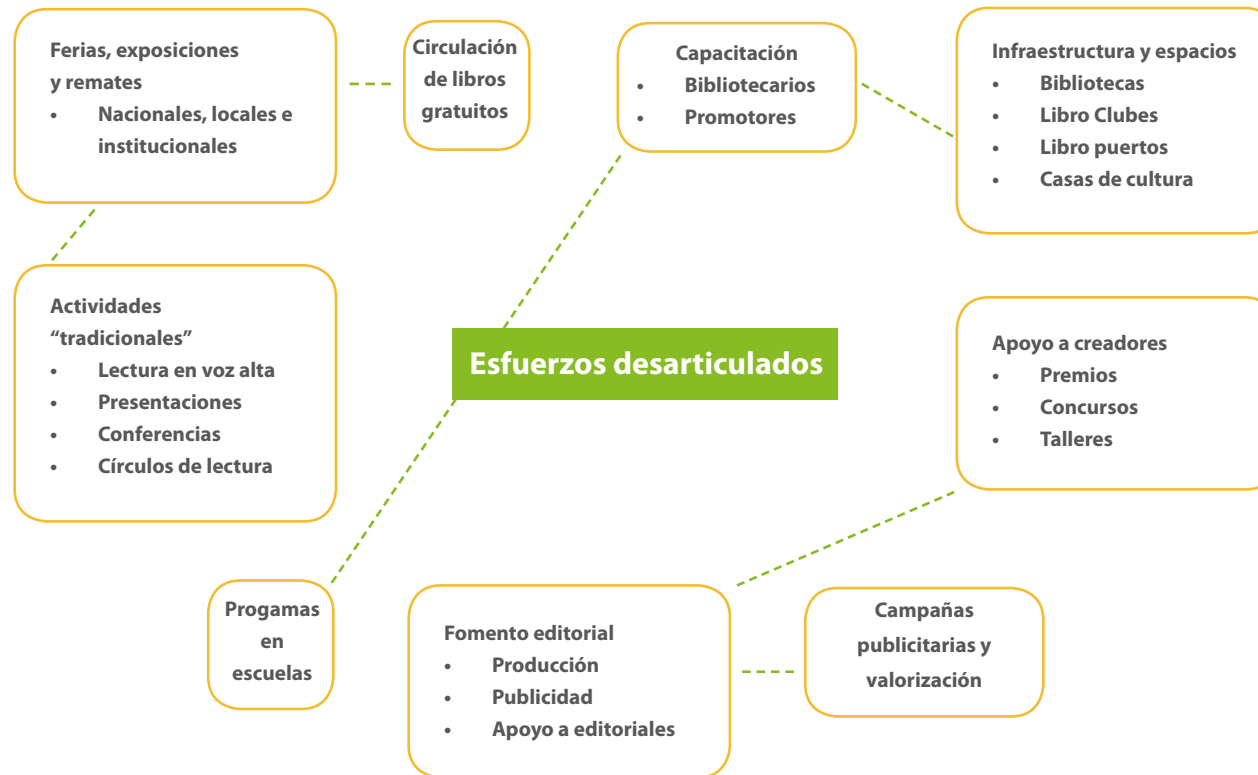 Ferias, exposiciones
y remates
• Nacionales, locales e
institucionales
Circulación
de libros
gratuitos
Capacitación
• Bibliotecarios
• Promotores
Infraestructura y espacios
• Bibliotecas
• Libro Clubes
• Libro puertos
• Casas de cultura
Actividades
“tradicionales”
• Lectura en voz alta
• Presentaciones
• Conferencias
• Círculos de lectura
Esfuerzos desarticulados
Apoyo a creadores
• Premios
• Concursos
• Talleres
Progamas
en
escuelas
Fomento editorial
• Producción
• Publicidad
• Apoyo a editoriales
Campañas
publicitarias y
valorización